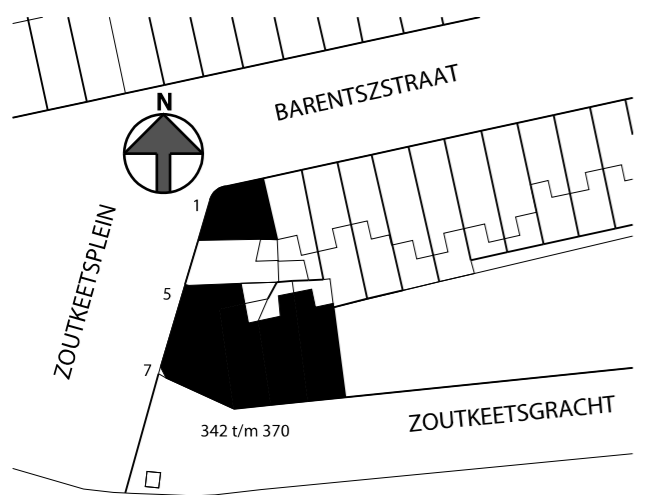 N
BARENTSZSTRAAT
1
ZOUTKEETSPLEIN
5
7
342 t/m 370
ZOUTKEETSGRACHT